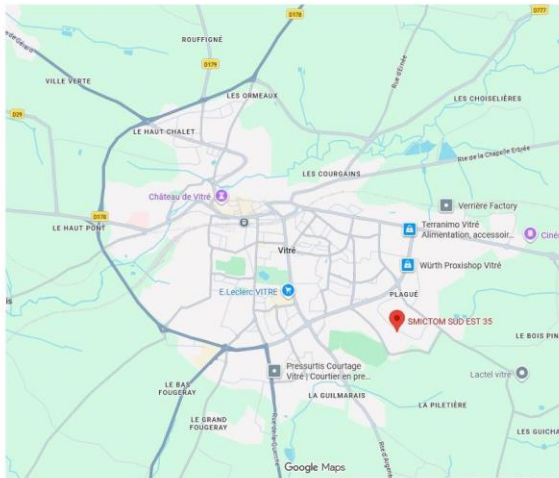 D178
D777
ROUFFIGNÉ
D179
VILLE VERTE
LES ORMEAUX
Rue d'Ernée
D29
LE HAUT CHALET
LES CHOISELIÈRES
Rte de la Chapelle Erbrée
LES COURGAINS
Château de Vitré
Verrière Factory
D178
LE HAUT PONT
Terranimo Vitré
Alimentation, accessoir...
Ciné
Vitré
Würth Proxishop Vitré
E.Leclerc VITRE
PLAGUÉ
SMICTOM SUD EST 35
LE BOIS PIN
Pressurtis Courtage
Vitré | Courtier en pre...
Lactel vitré
LE BAS
FOUGERAY
LA GUILMARAIS
LA PILETIÈRE
LE GRAND
FOUGERAY
LES GUICHA
Google Maps